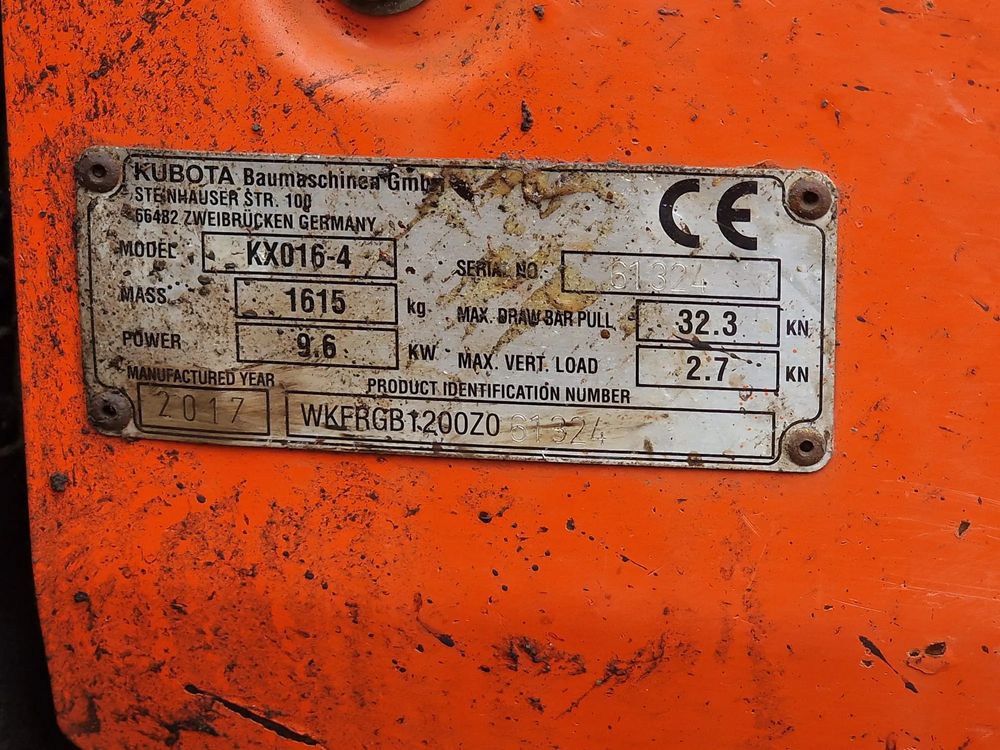 KUBOTA Baumaschinen GmbH
STEINHAUSER STR. 100
66482 ZWEIBRÜCKEN GERMANY
CE
MODEL KX016-4
SERIAL NO. 61324
MASS 1615 kg
MAX. DRAW BAR PULL 32.3 KN
POWER 9.6 KW
MAX. VERT. LOAD 2.7 KN
MANUFACTURED YEAR
PRODUCT IDENTIFICATION NUMBER
2017
WKFRGB1200Z061324